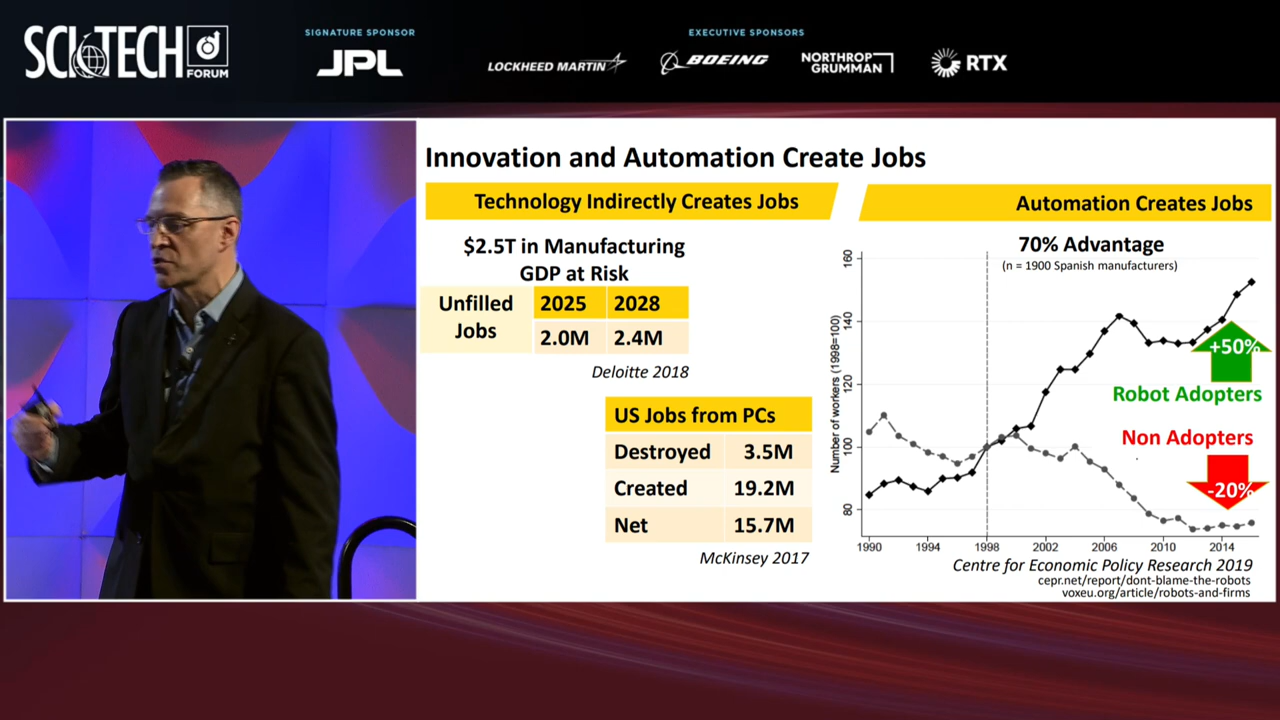 SCITECH
FORUM
SIGNATURE SPONSOR
JPL
EXECUTIVE SPONSORS
LOCKHEED MARTIN
BOEING
NORTHROP
GRUMMAN
RTX
Innovation and Automation Create Jobs
Technology Indirectly Creates Jobs
$2.5T in Manufacturing
GDP at Risk
Unfilled
Jobs
2025 2028
2.0M 2.4M
Deloitte 2018
US Jobs from PCs
Destroyed 3.5M
Created 19.2M
Net 15.7M
McKinsey 2017
Automation Creates Jobs
70% Advantage
(n = 1900 Spanish manufacturers)
Number of workers (1998=100)
160
140
120
100
80
+50%
Robot Adopters
Non Adopters
-20%
1990 1994 1998 2002 2006 2010 2014
Centre for Economic Policy Research 2019
cepr.net/report/dont-blame-the-robots
voxeu.org/article/robots-and-firms